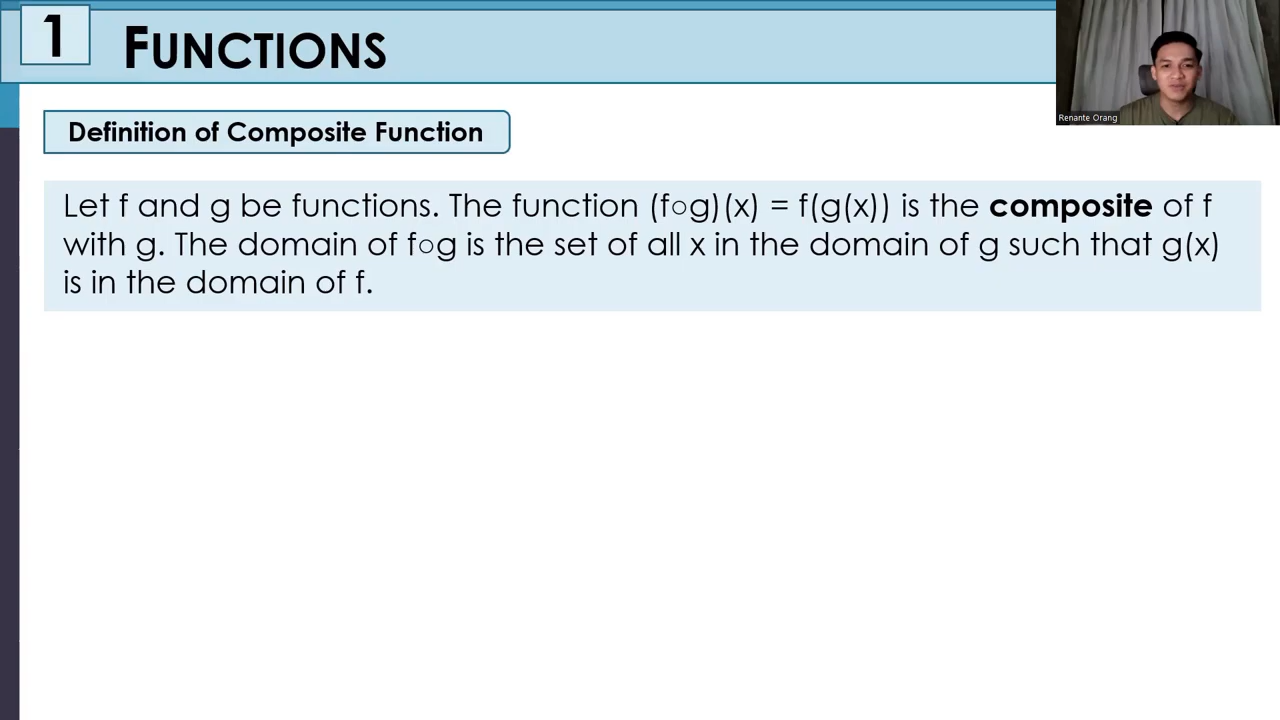 1 FUNCTIONS
Renante Orang
Definition of Composite Function
Let f and g be functions. The function (f○g)(x) = f(g(x)) is the composite of f
with g. The domain of f○g is the set of all x in the domain of g such that g(x)
is in the domain of f.